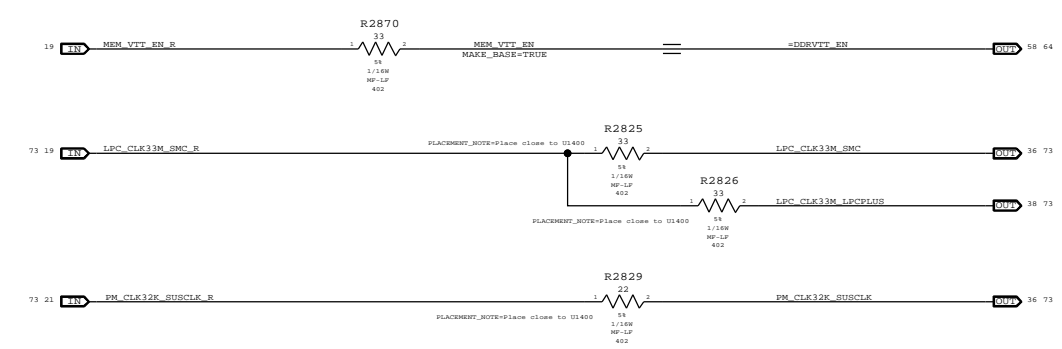 R2870
33
19 IN MEM_VTT_EN_R 1 2 MEM_VTT_EN =DDRVTT_EN OUT 58 64
MAKE_BASE=TRUE
5%
1/16W
MF-LF
402
R2825
33
73 19 IN LPC_CLK33M_SMC_R PLACEMENT_NOTE=Place close to U1400 1 2 LPC_CLK33M_SMC OUT 36 73
5%
1/16W
MF-LF
402
R2826
33
1 2 LPC_CLK33M_LPCPLUS OUT 38 73
PLACEMENT_NOTE=Place close to U1400
5%
1/16W
MF-LF
402
R2829
22
73 21 IN PM_CLK32K_SUSCLK_R 1 2 PM_CLK32K_SUSCLK OUT 36 73
PLACEMENT_NOTE=Place close to U1400
5%
1/16W
MF-LF
402